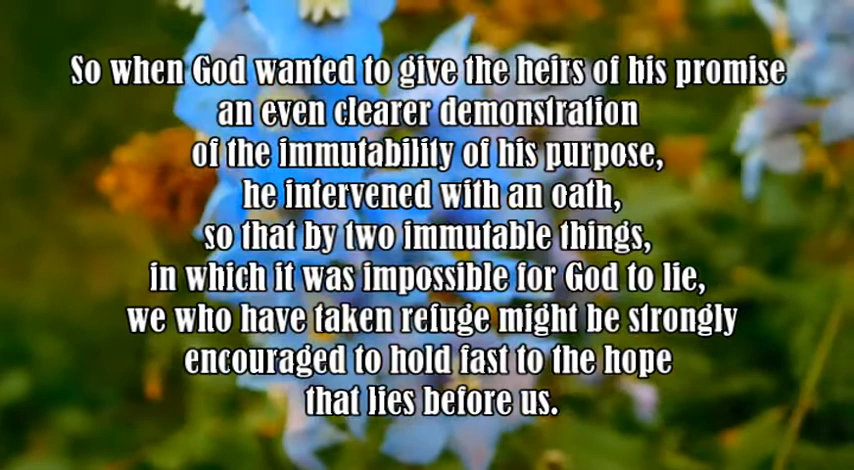 So when God wanted to give the heirs of his promise
an even clearer demonstration
of the immutability of his purpose,
he intervened with an oath,
so that by two immutable things,
in which it was impossible for God to lie,
we who have taken refuge might be strongly
encouraged to hold fast to the hope
that lies before us.